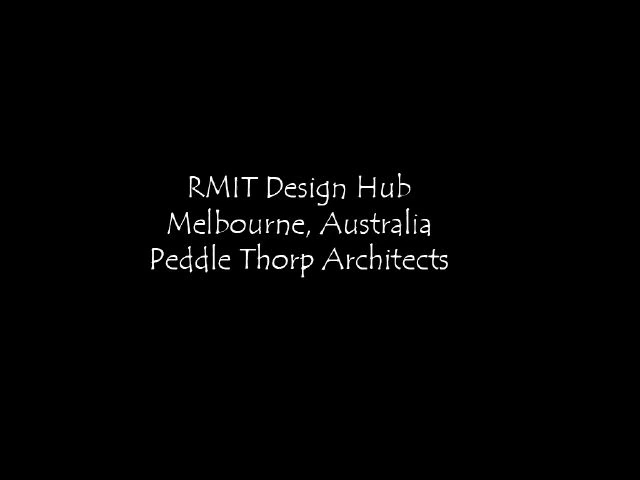 RMIT Design Hub
Melbourne, Australia
Peddle Thorp Architects